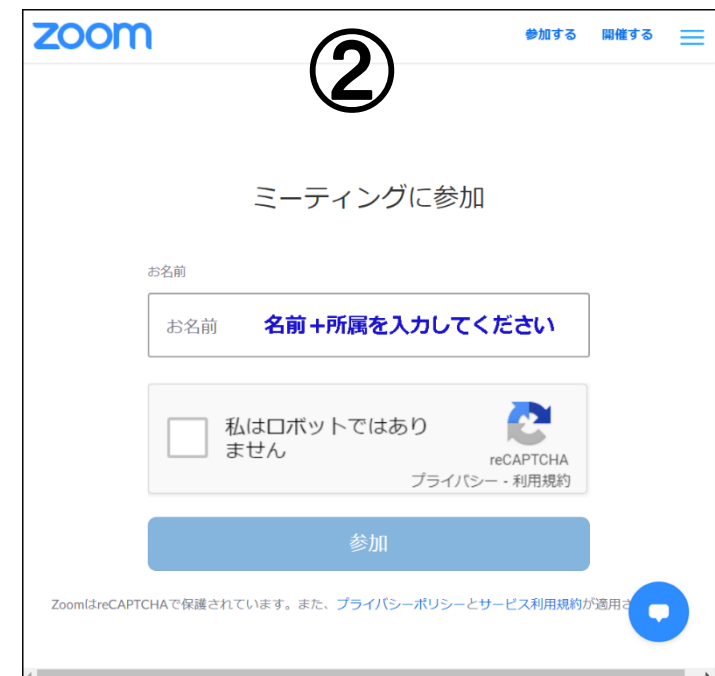 zoom
参加する 開催する
②
ミーティングに参加
お名前
お名前 名前+所属を入力してください
私はロボットではあり
ません
reCAPTCHA
プライバシー - 利用規約
参加
ZoomはreCAPTCHAで保護されています。また、プライバシーポリシーとサービス利用規約が適用さ